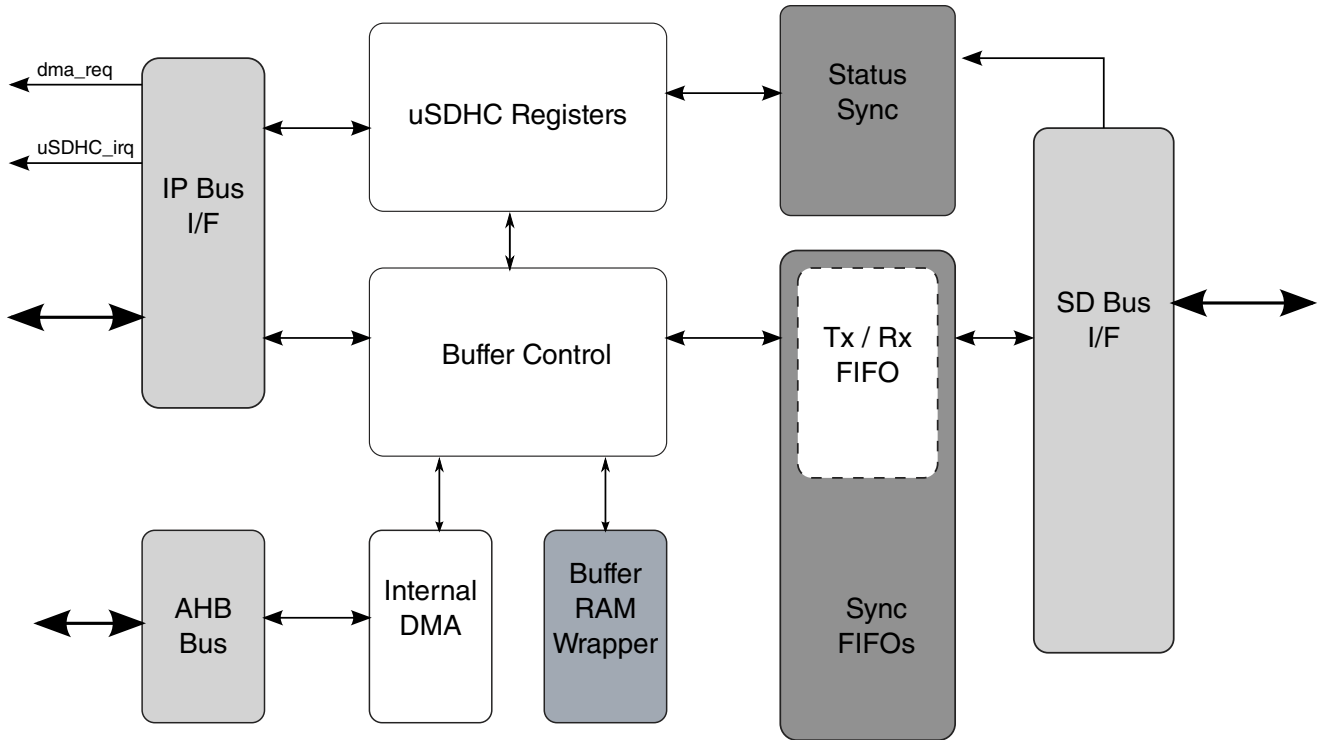 dma_req
uSDHC_irq
IP Bus
I/F
uSDHC Registers
Status
Sync
Buffer Control
Tx / Rx
FIFO
SD Bus
I/F
AHB
Bus
Internal
DMA
Buffer
RAM
Wrapper
Sync
FIFOs